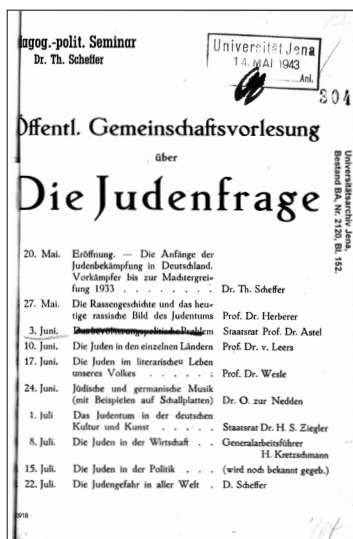 dagog.-polit. Seminar
Dr. Th. Scheffer
Universität Jena
14. MAI 1943
Anl.
304
Öffentl. Gemeinschaftsvorlesung
über
Die Judenfrage
Universitätsarchiv Jena,
Bestand BA, Nr. 2120, Bl. 152.
20. Mai. Eröffnung. — Die Anfänge der
Judenbekämpfung in Deutschland.
Vorkämpfer bis zur Machtergrei-
fung 1933 . . . . . . . . Dr. Th. Scheffer
27. Mai. Die Rassengeschichte und das heu-
tige rassische Bild des Judentums Prof. Dr. Herberer
3. Juni. Das bevölkerungspolitische Problem Staatsrat Prof. Dr. Astel
10. Juni. Die Juden in den einzelnen Ländern Prof. Dr. v. Leers
17. Juni. Die Juden im literarischen Leben
unseres Volkes . . . . . . Prof. Dr. Wesle
24. Juni. Jüdische und germanische Musik
(mit Beispielen auf Schallplatten) Dr. O. zur Nedden
1. Juli Das Judentum in der deutschen
Kultur und Kunst . . . . . Staatsrat Dr. H. S. Ziegler
8. Juli. Die Juden in der Wirtschaft . . Generalarbeitsführer
H. Kretzschmann
15. Juli. Die Juden in der Politik . . . (wird noch bekannt gegeb.)
22. Juli. Die Judengefahr in aller Welt . D. Scheffer
0918